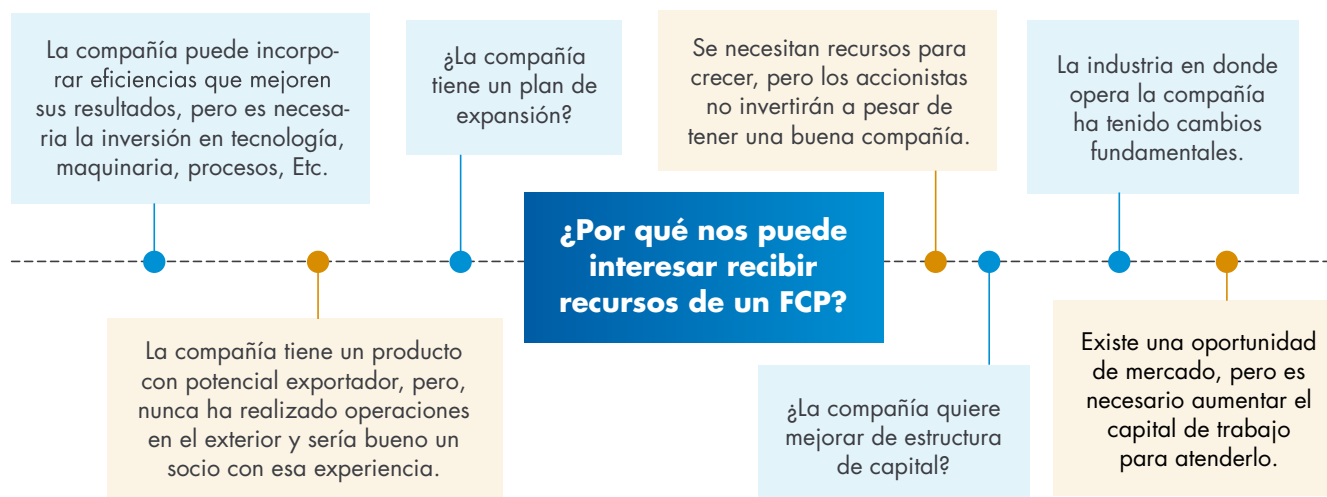 La compañía puede incorpo-
rar eficiencias que mejoren
sus resultados, pero es necesa-
ria la inversión en tecnología,
maquinaria, procesos, Etc.
¿La compañía
tiene un plan de
expansión?
Se necesitan recursos para
crecer, pero los accionistas
no invertirán a pesar de
tener una buena compañía.
La industria en donde
opera la compañía
ha tenido cambios
fundamentales.
¿Por qué nos puede
interesar recibir
recursos de un FCP?
La compañía tiene un producto
con potencial exportador, pero,
nunca ha realizado operaciones
en el exterior y sería bueno un
socio con esa experiencia.
¿La compañía quiere
mejorar de estructura
de capital?
Existe una oportunidad
de mercado, pero es
necesario aumentar el
capital de trabajo
para atenderlo.